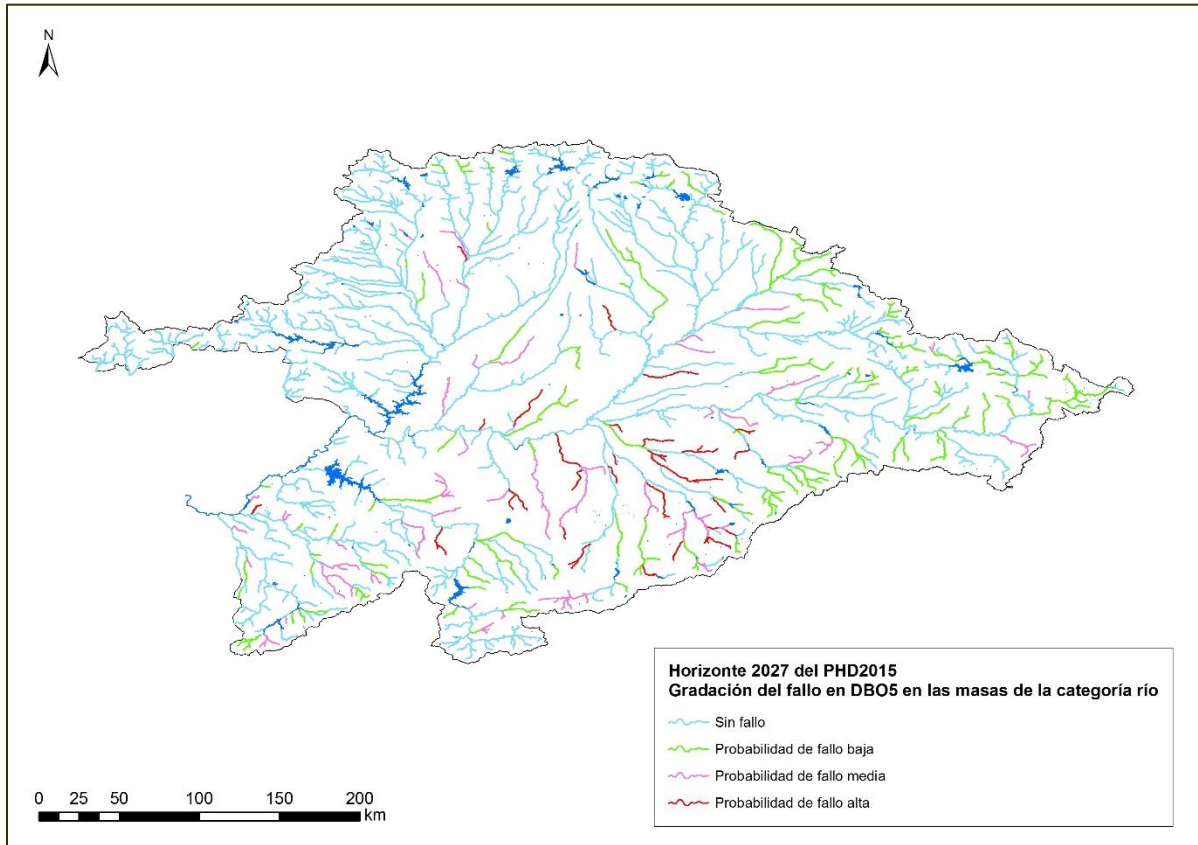 N
Horizonte 2027 del PHD2015
Gradación del fallo en DBO5 en las masas de la categoría río
Sin fallo
Probabilidad de fallo baja
Probabilidad de fallo media
Probabilidad de fallo alta
0 25 50 100 150 200
km